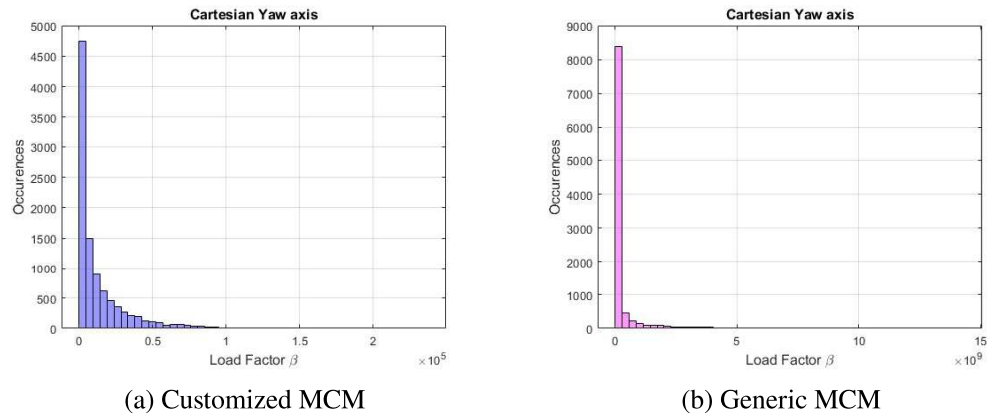 Cartesian Yaw axis
5000
4500
4000
3500
3000
2500
2000
1500
1000
500
0
Occurences
0 0.5 1 1.5 2
×10^5
Load Factor β
(a) Customized MCM
Cartesian Yaw axis
9000
8000
7000
6000
5000
4000
3000
2000
1000
0
Occurences
0 5 10 15
×10^9
Load Factor β
(b) Generic MCM